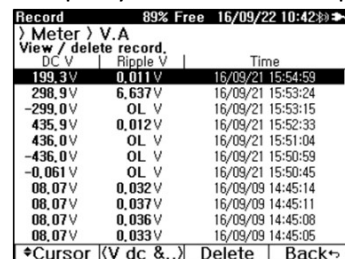 Record 89% Free 16/09/22 10:42
) Meter ) V.A
View / delete record.
DC V | Ripple V | Time
199.3 V 0.011 V 16/09/21 15:54:59
298.9 V 6.637 V 16/09/21 15:53:24
-299.0 V OL V 16/09/21 15:53:15
435.9 V 0.012 V 16/09/21 15:52:33
436.0 V OL V 16/09/21 15:51:04
-436.0 V OL V 16/09/21 15:50:59
-0.061 V OL V 16/09/21 15:50:45
08.07 V 0.032 V 16/09/09 14:45:14
08.07 V 0.037 V 16/09/09 14:45:11
08.07 V 0.036 V 16/09/09 14:45:08
08.07 V 0.033 V 16/09/09 14:45:05
Cursor (V dc &..) Delete Back